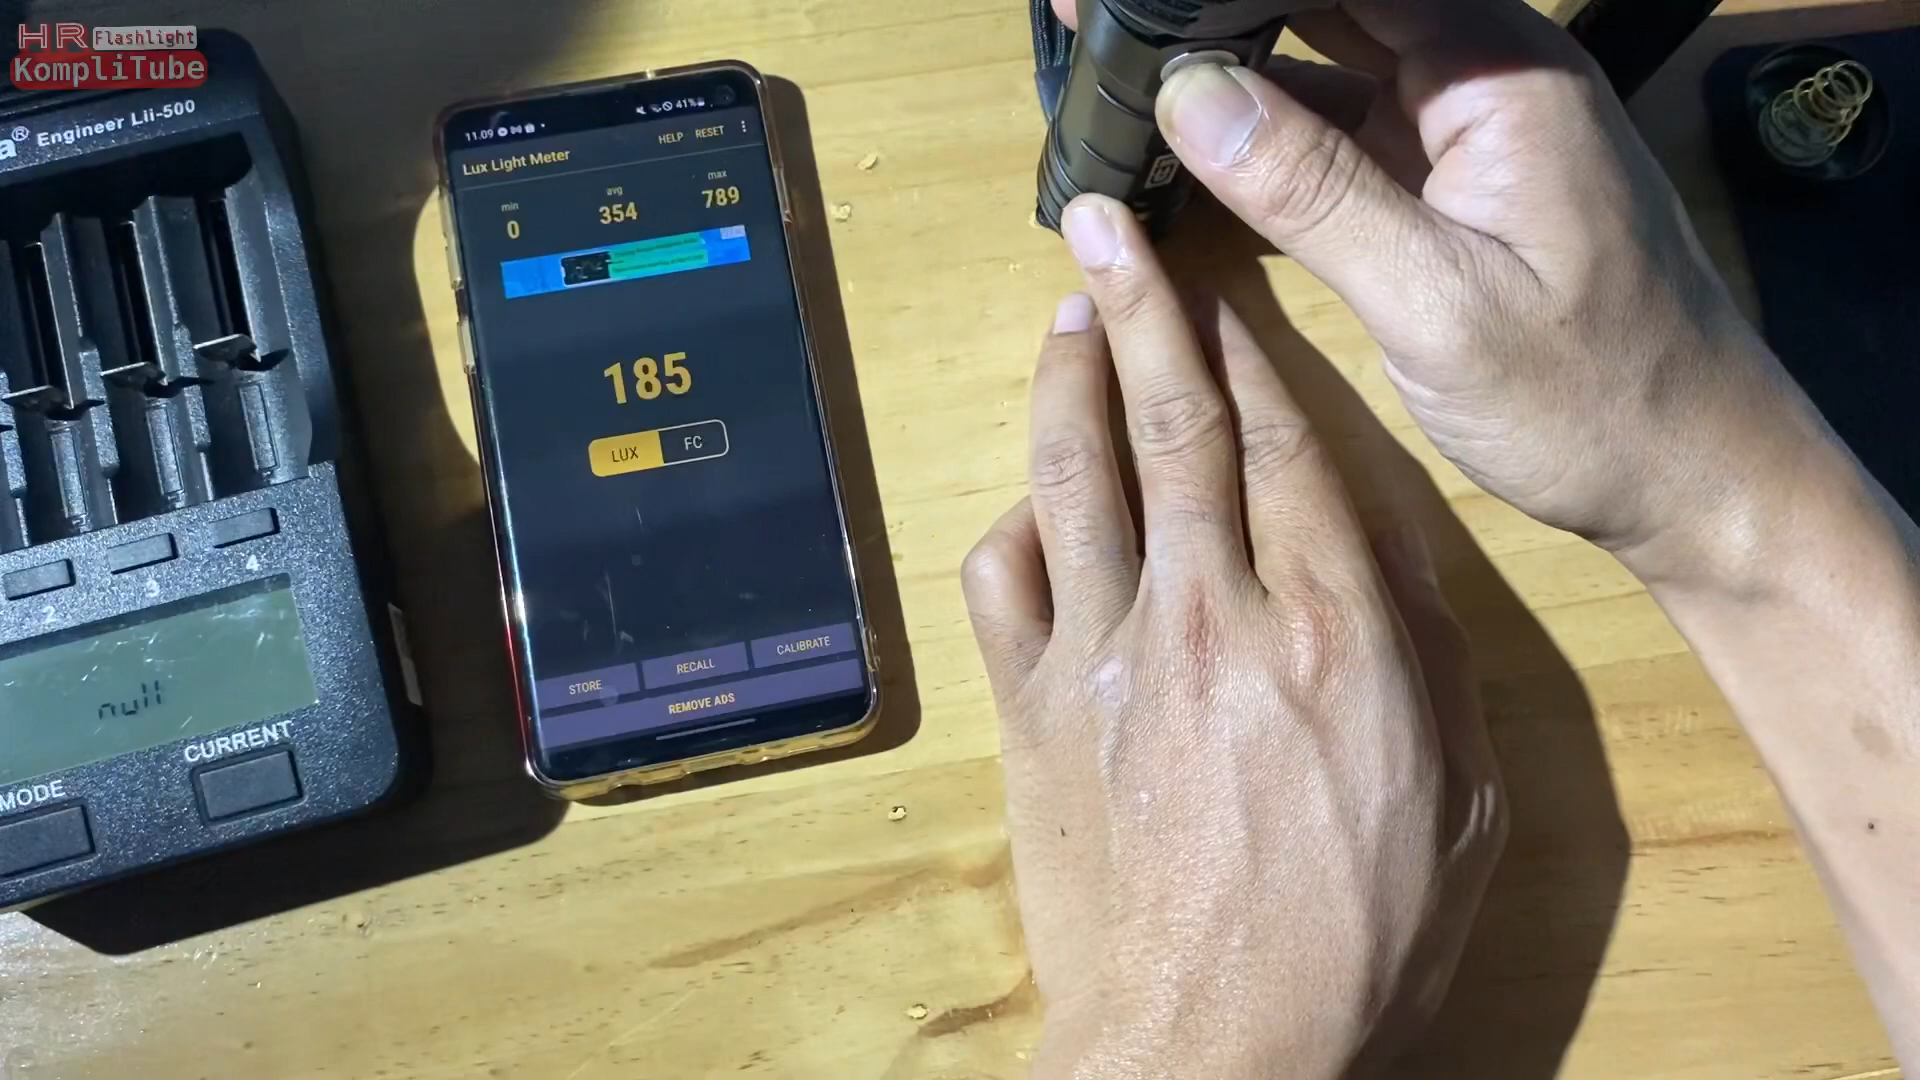 HR Flashlight
KompliTube
a® Engineer Lii-500
2
3
4
null
CURRENT
MODE
11.09
41%
Lux Light Meter
HELP
RESET
min
avg
max
0
354
789
185
LUX
FC
STORE
RECALL
CALIBRATE
REMOVE ADS